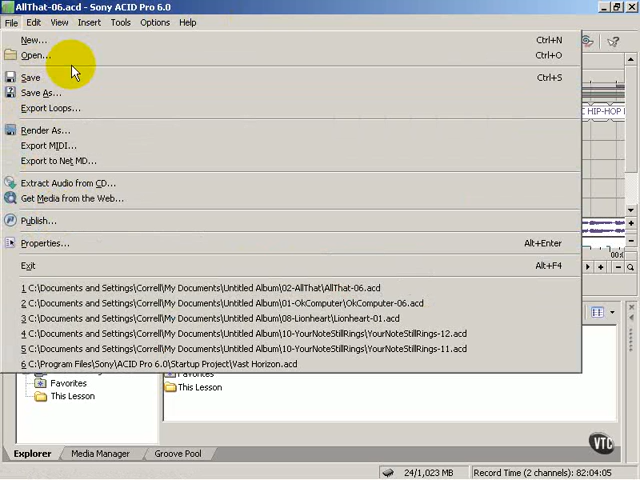 AllThat-06.acd - Sony ACID Pro 6.0
File Edit View Insert Tools Options Help
New... Ctrl+N
Open... Ctrl+O
Save Ctrl+S
Save As...
Export Loops...
Render As...
Export MIDI...
Export to Net MD...
Extract Audio from CD...
Get Media from the Web...
Publish...
Properties... Alt+Enter
Exit Alt+F4
1 C:\Documents and Settings\Correll\My Documents\Untitled Album\02-AllThat\AllThat-06.acd
2 C:\Documents and Settings\Correll\My Documents\Untitled Album\01-OkComputer\OkComputer-06.acd
3 C:\Documents and Settings\Correll\My Documents\Untitled Album\08-Lionheart\Lionheart-01.acd
4 C:\Documents and Settings\Correll\My Documents\Untitled Album\10-YourNoteStillRings\YourNoteStillRings-12.acd
5 C:\Documents and Settings\Correll\My Documents\Untitled Album\10-YourNoteStillRings\YourNoteStillRings-11.acd
6 C:\Program Files\Sony\ACID Pro 6.0\Startup Project\Vast Horizon.acd
HIP-HOP
Favorites
This Lesson
Favorites
This Lesson
VTC
Explorer Media Manager Groove Pool
24/1,023 MB Record Time (2 channels): 82:04:05